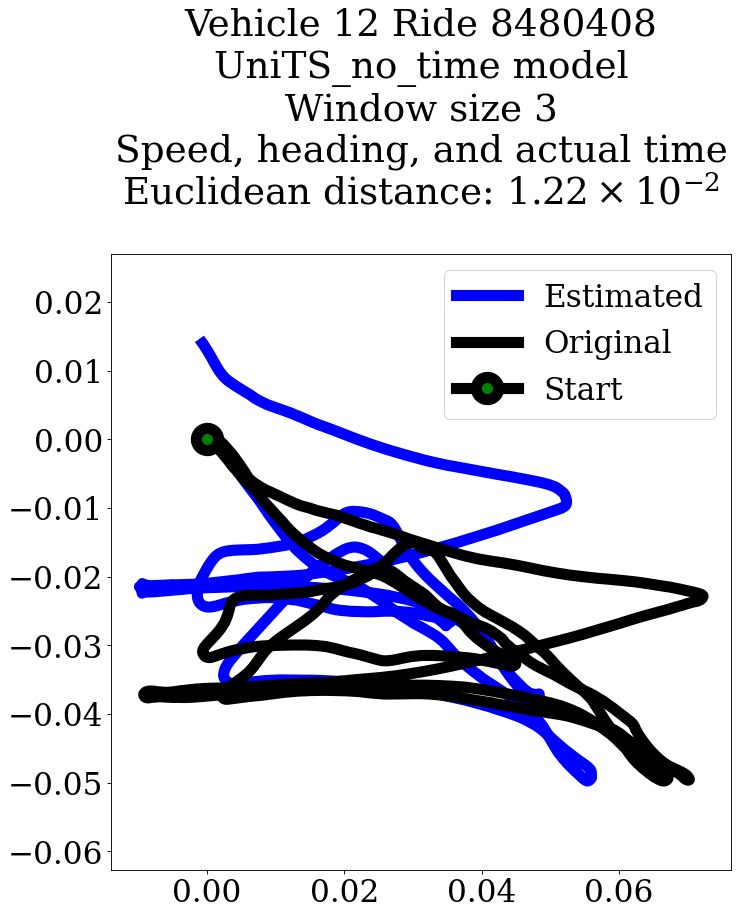 Vehicle 12 Ride 8480408
UniTS_no_time model
Window size 3
Speed, heading, and actual time
Euclidean distance: 1.22 × 10⁻²
Estimated
Original
Start
0.02
0.01
0.00
−0.01
−0.02
−0.03
−0.04
−0.05
−0.06
0.00 0.02 0.04 0.06